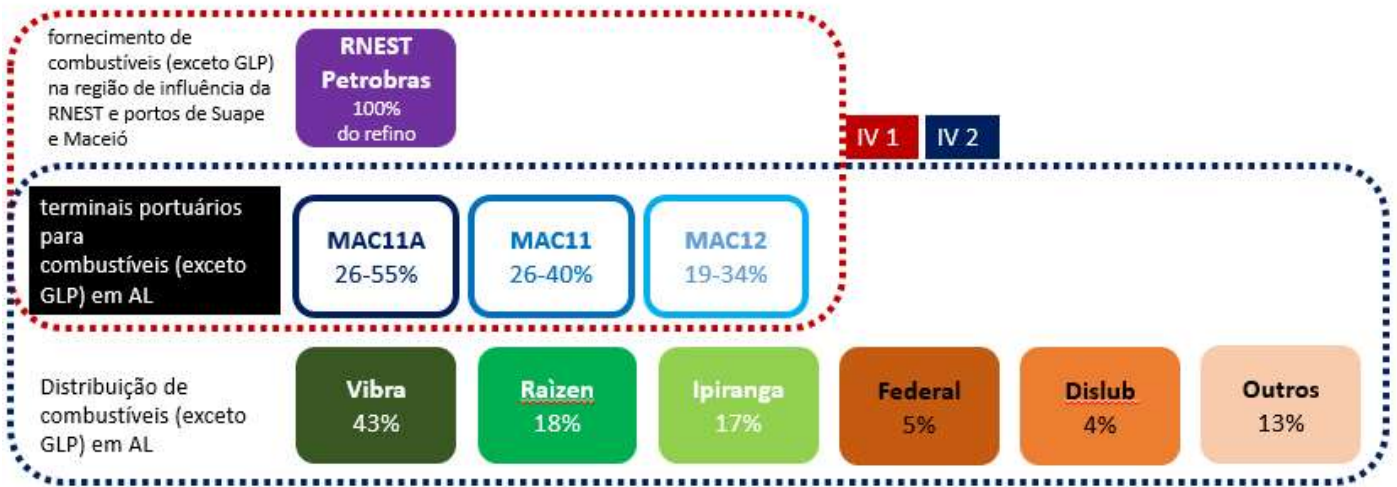 fornecimento de
combustíveis (exceto GLP)
na região de influência da
RNEST e portos de Suape
e Maceió
RNEST
Petrobras
100%
do refino
IV 1
IV 2
terminais portuários
para
combustíveis (exceto
GLP) em AL
MAC11A
26-55%
MAC11
26-40%
MAC12
19-34%
Distribuição de
combustíveis (exceto
GLP) em AL
Vibra
43%
Raìzen
18%
Ipiranga
17%
Federal
5%
Dislub
4%
Outros
13%